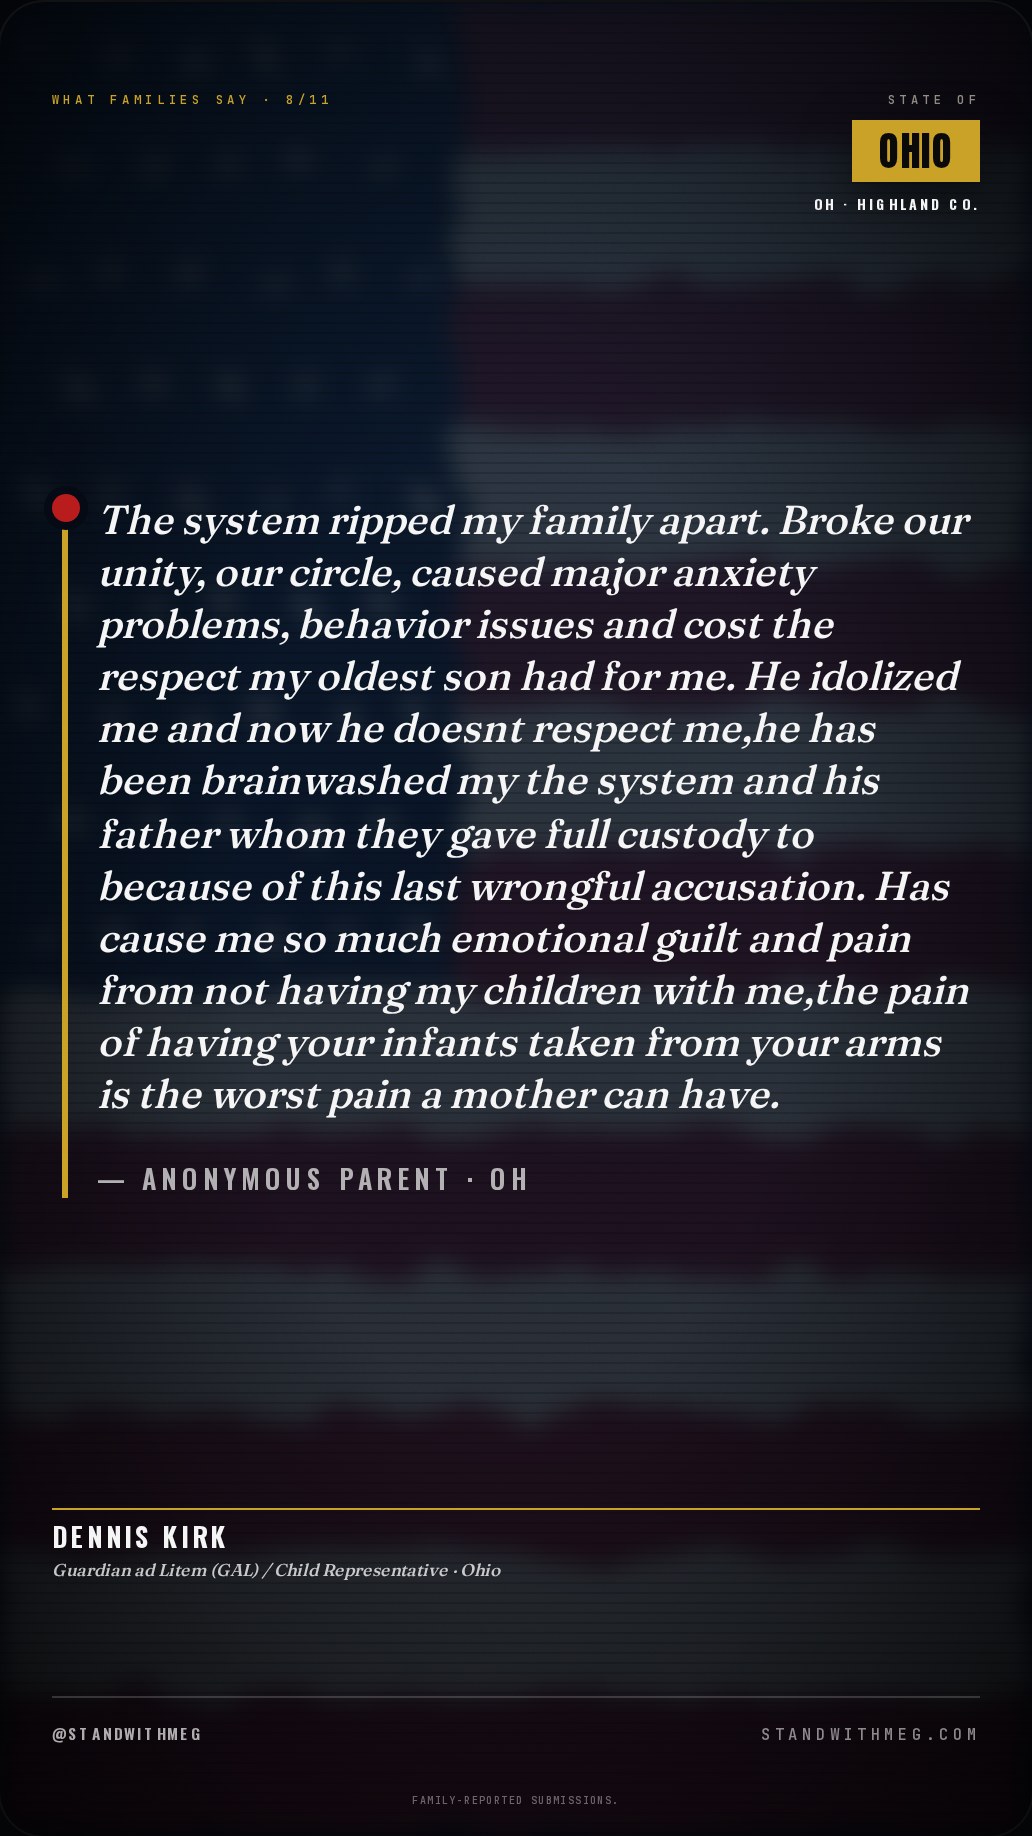 WHAT FAMILIES SAY · 8/11
STATE OF
OHIO
OH · HIGHLAND CO.
The system ripped my family apart. Broke our
unity, our circle, caused major anxiety
problems, behavior issues and cost the
respect my oldest son had for me. He idolized
me and now he doesnt respect me,he has
been brainwashed my the system and his
father whom they gave full custody to
because of this last wrongful accusation. Has
cause me so much emotional guilt and pain
from not having my children with me,the pain
of having your infants taken from your arms
is the worst pain a mother can have.
— ANONYMOUS PARENT · OH
DENNIS KIRK
Guardian ad Litem (GAL) / Child Representative · Ohio
@STANDWITHMEG
STANDWITHMEG.COM
FAMILY-REPORTED SUBMISSIONS.